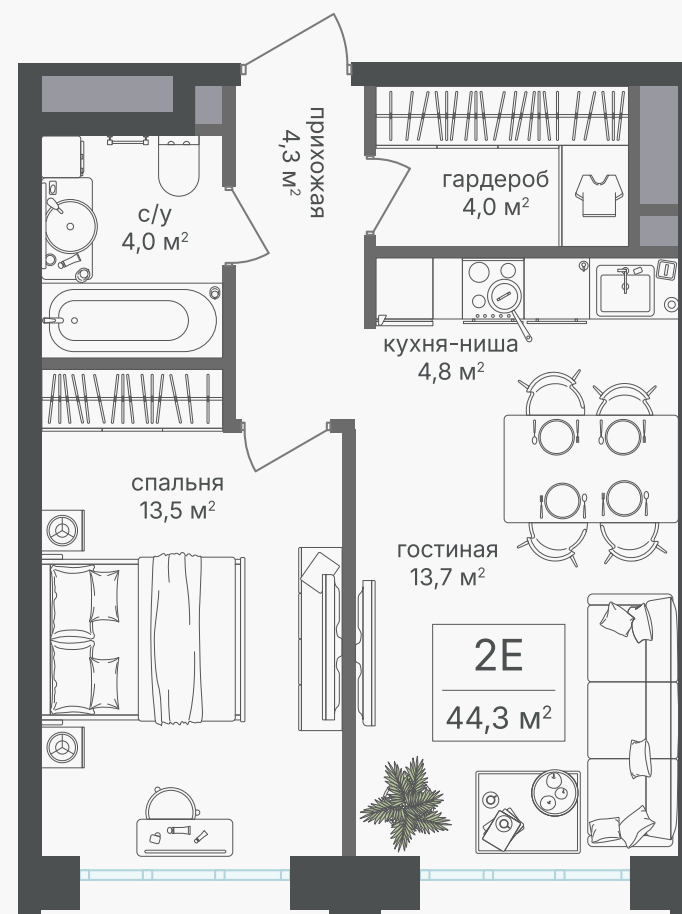 прихожая
4,3 м²
гардероб
4,0 м²
с/у
4,0 м²
кухня-ниша
4,8 м²
спальня
13,5 м²
гостиная
13,7 м²
2Е
44,3 м²